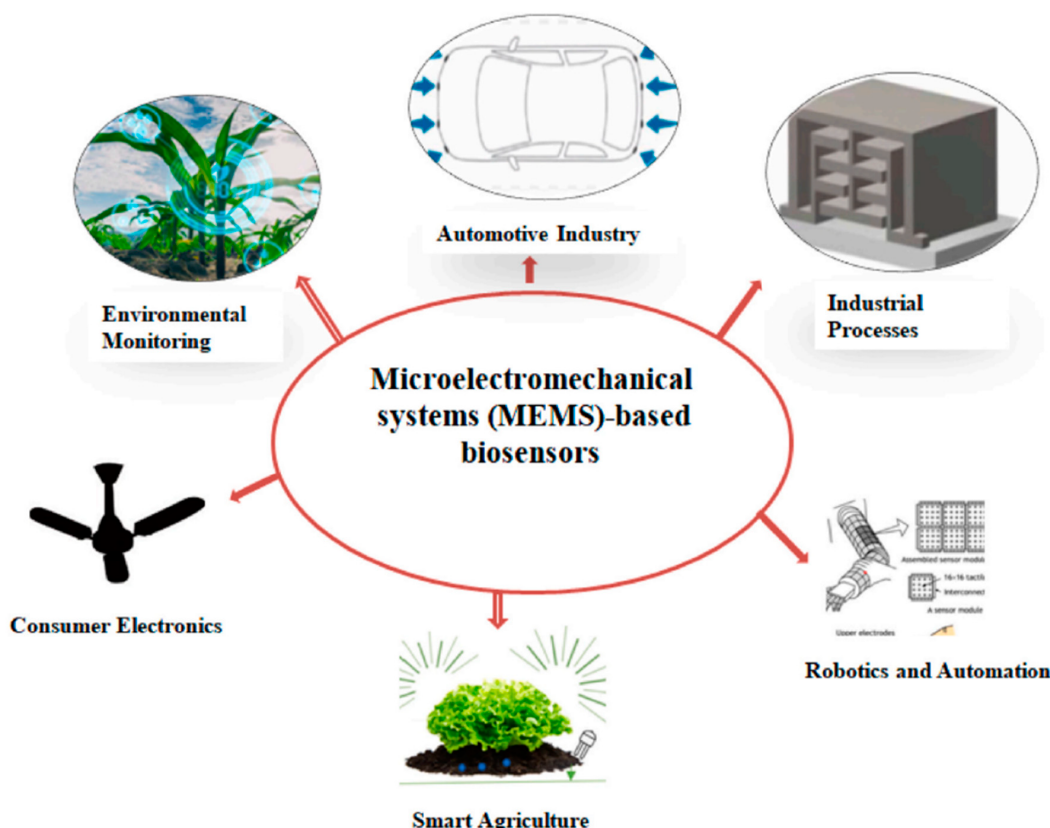 Automotive Industry
Environmental
Monitoring
Industrial
Processes
Microelectromechanical
systems (MEMS)-based
biosensors
Consumer Electronics
Assembled sensor modul
16×16 tactile
Interconnect
A sensor module
Upper electrodes
Robotics and Automation
Smart Agriculture